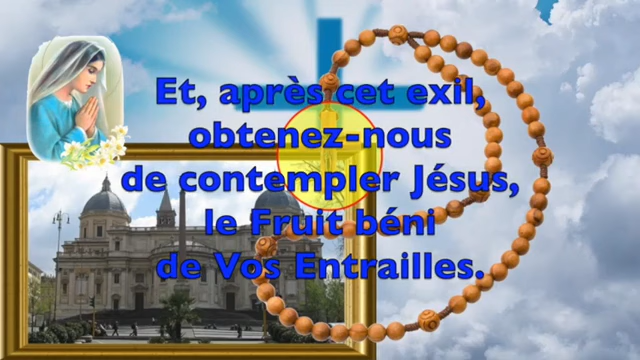 Et, après cet exil,
obtenez-nous
de contempler Jésus,
le Fruit béni
de Vos Entrailles.